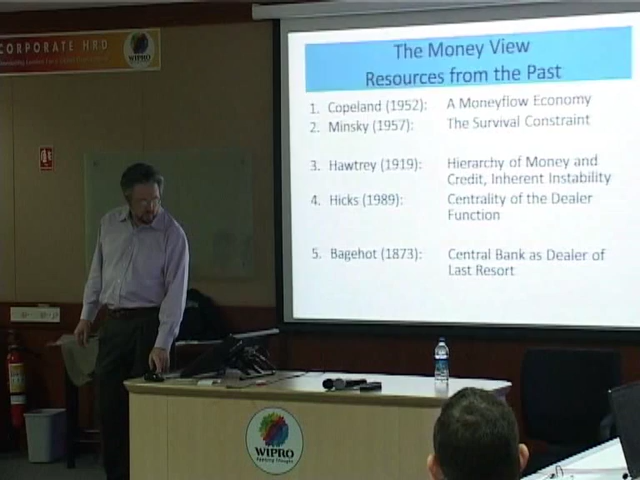 CORPORATE HRD
WIPRO
The Money View
Resources from the Past
1. Copeland (1952): A Moneyflow Economy
2. Minsky (1957): The Survival Constraint
3. Hawtrey (1919): Hierarchy of Money and
Credit, Inherent Instability
4. Hicks (1989): Centrality of the Dealer
Function
5. Bagehot (1873): Central Bank as Dealer of
Last Resort
WIPRO
Applying Thought